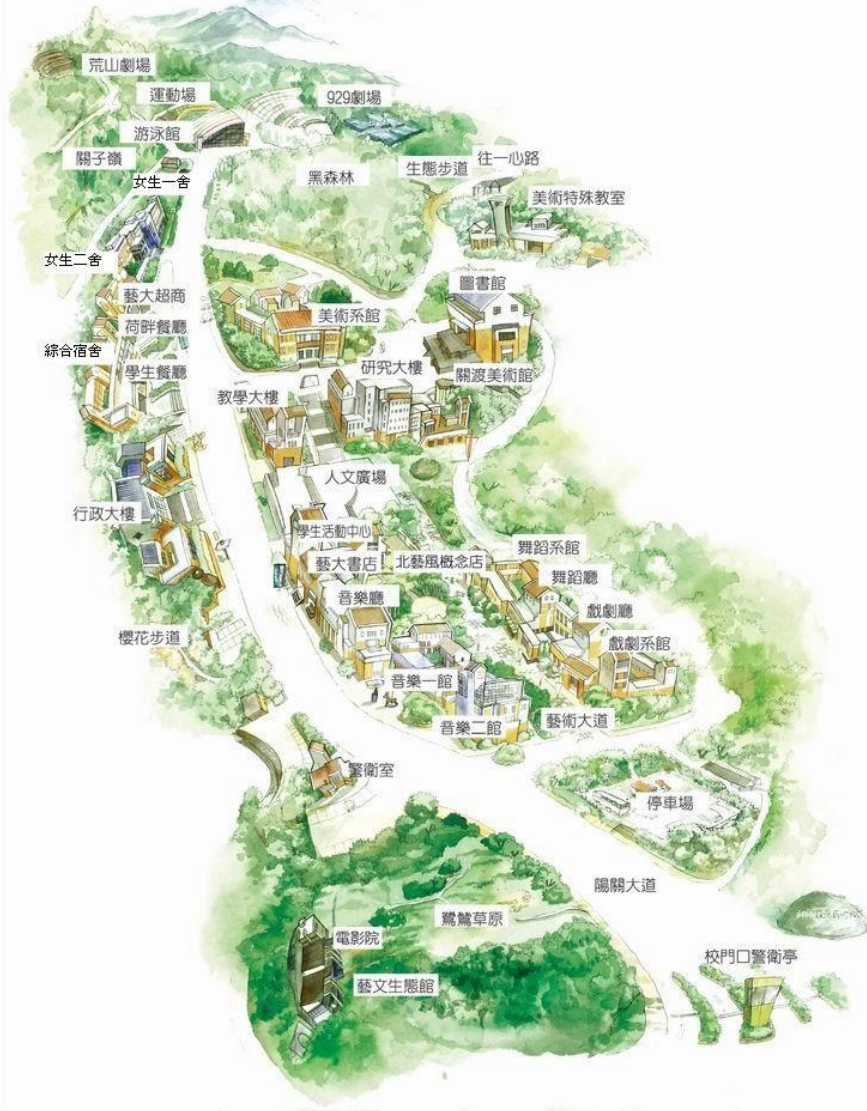 荒山劇場
運動場
929劇場
游泳館
關子嶺
女生一舍
黑森林
生態步道
往一心路
美術特殊教室
女生二舍
藝大超商
荷畔餐廳
綜合宿舍
學生餐廳
美術系館
圖書館
研究大樓
關渡美術館
教學大樓
人文廣場
行政大樓
學生活動中心
藝大書店
北藝風概念店
舞蹈系館
舞蹈廳
音樂廳
戲劇廳
戲劇系館
櫻花步道
音樂一館
音樂二館
藝術大道
警衛室
停車場
陽關大道
鷺鷥草原
電影院
藝文生態館
校門口警衛亭